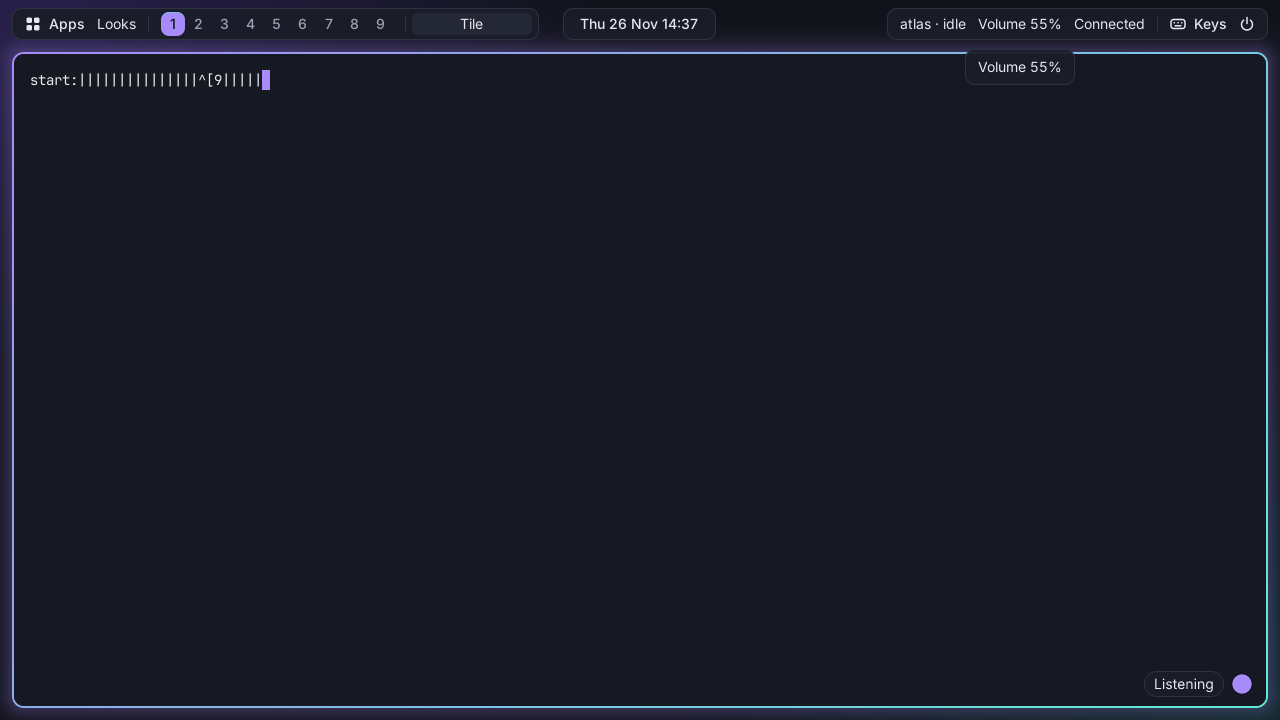 Apps Looks 1 2 3 4 5 6 7 8 9 Tile Thu 26 Nov 14:37 atlas · idle Volume 55% Connected Keys
Volume 55%
start:|||||||||||||||^[9|||||
Listening